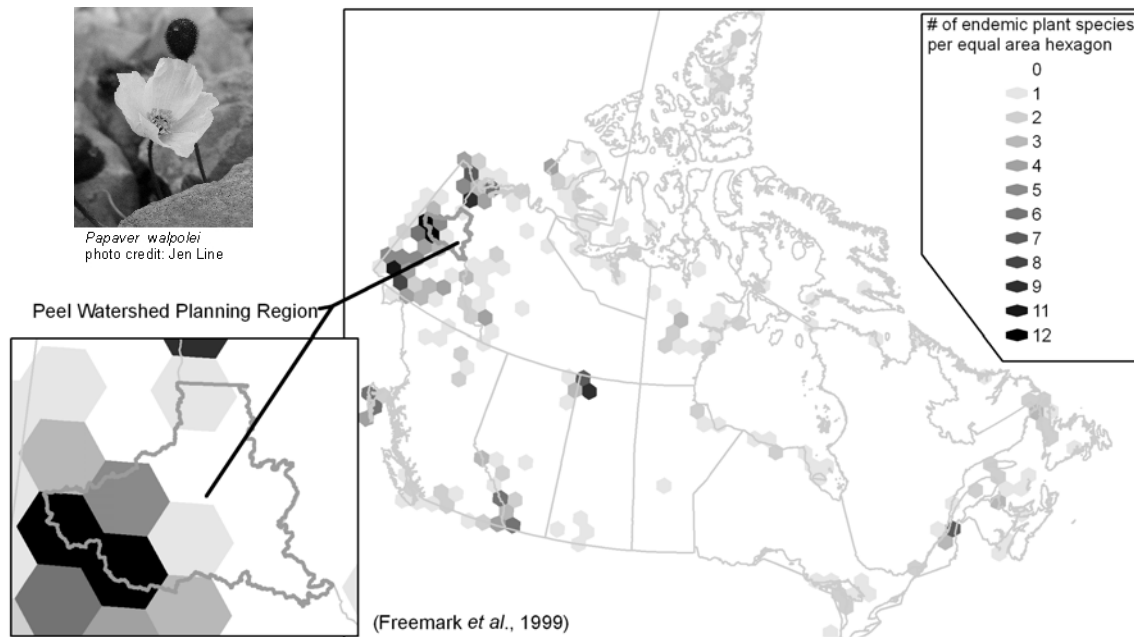 Papaver walpolei
photo credit: Jen Line
Peel Watershed Planning Region
# of endemic plant species
per equal area hexagon
0
1
2
3
4
5
6
7
8
9
11
12
(Freemark et al., 1999)